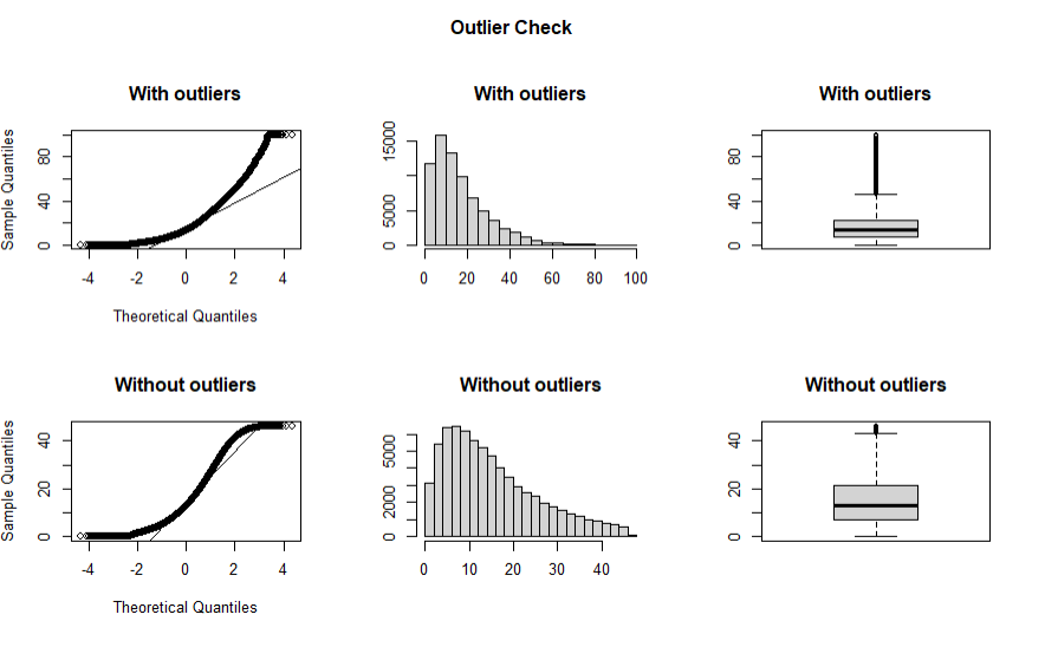 Outlier Check
With outliers
With outliers
With outliers
Sample Quantiles
0 40 80
-4 -2 0 2 4
Theoretical Quantiles
0 5000 15000
0 20 40 60 80 100
0 40 80
Without outliers
Without outliers
Without outliers
Sample Quantiles
0 20 40
-4 -2 0 2 4
Theoretical Quantiles
0 2000 5000
0 10 20 30 40
0 20 40